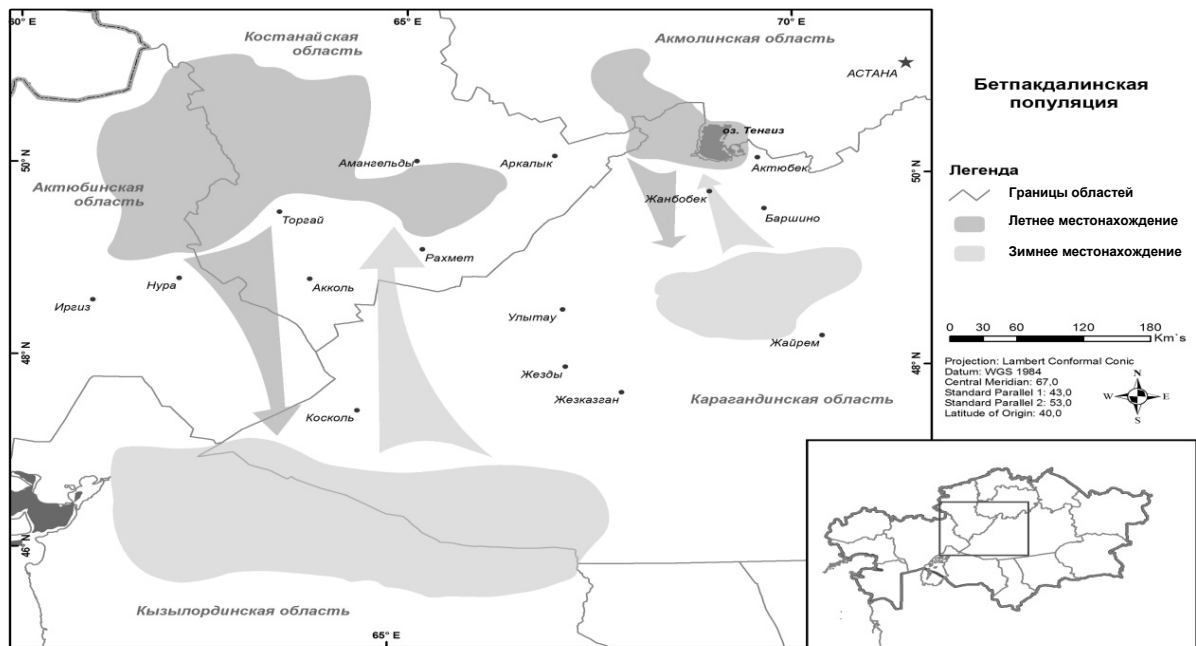 60° E
65° E
70° E
Костанайская
область
Акмолинская область
АСТАНА
оз. Тенгиз
50° N
Амангельды
Аркалык
Актюбек
50° N
Актюбинская
область
Жанбобек
Торгай
Баршино
Рахмет
Нура
Акколь
Иргиз
Улытау
Жайрем
48° N
48° N
Жезды
Жезказган
Карагандинская область
Косколь
46° N
Кызылординская область
65° E
Бетпакдалинская
популяция
Легенда
Границы областей
Летнее местонахождение
Зимнее местонахождение
0 30 60 120 180
Km`s
Projection: Lambert Conformal Conic
Datum: WGS 1984
Central Meridian: 67,0
Standard Parallel 1: 43,0
Standard Parallel 2: 53,0
Latitude of Origin: 40,0
N
W E
S